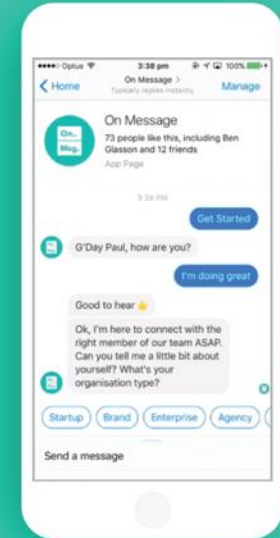 Optus
3:38 pm
100%
Home
On Message >
Typically replies instantly
Manage
On..
Msg.
On Message
73 people like this, including Ben
Glasson and 12 friends
App Page
3:38 PM
Get Started
G'Day Paul, how are you?
I'm doing great
Good to hear 👍
Ok, I'm here to connect with the
right member of our team ASAP.
Can you tell me a little bit about
yourself? What's your
organisation type?
Startup
Brand
Enterprise
Agency
Send a message